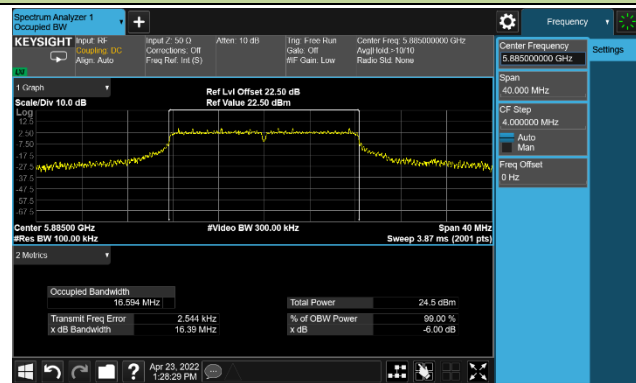 Spectrum Analyzer 1
Occupied BW
Frequency
KEYSIGHT
Input: RF
Coupling: DC
Align: Auto
Input Z: 50 Ω
Corrections: Off
Freq Ref: Int (S)
Atten: 10 dB
Trig: Free Run
Gate: Off
#IF Gain: Low
Center Freq: 5.885000000 GHz
Avg|Hold:>10/10
Radio Std: None
LXI
Center Frequency
5.885000000 GHz
Settings
Span
40.000 MHz
CF Step
4.000000 MHz
Auto
Man
Freq Offset
0 Hz
1 Graph
Scale/Div 10.0 dB
Ref Lvl Offset 22.50 dB
Ref Value 22.50 dBm
Log
12.5
2.50
-7.50
-17.5
-27.5
-37.5
-47.5
-57.5
-67.5
Center 5.88500 GHz
#Res BW 100.00 kHz
#Video BW 300.00 kHz
Span 40 MHz
Sweep 3.87 ms (2001 pts)
2 Metrics
Occupied Bandwidth
16.594 MHz
Total Power 24.5 dBm
Transmit Freq Error 2.544 kHz
% of OBW Power 99.00 %
x dB Bandwidth 16.39 MHz
x dB -6.00 dB
Apr 23, 2022
1:28:29 PM